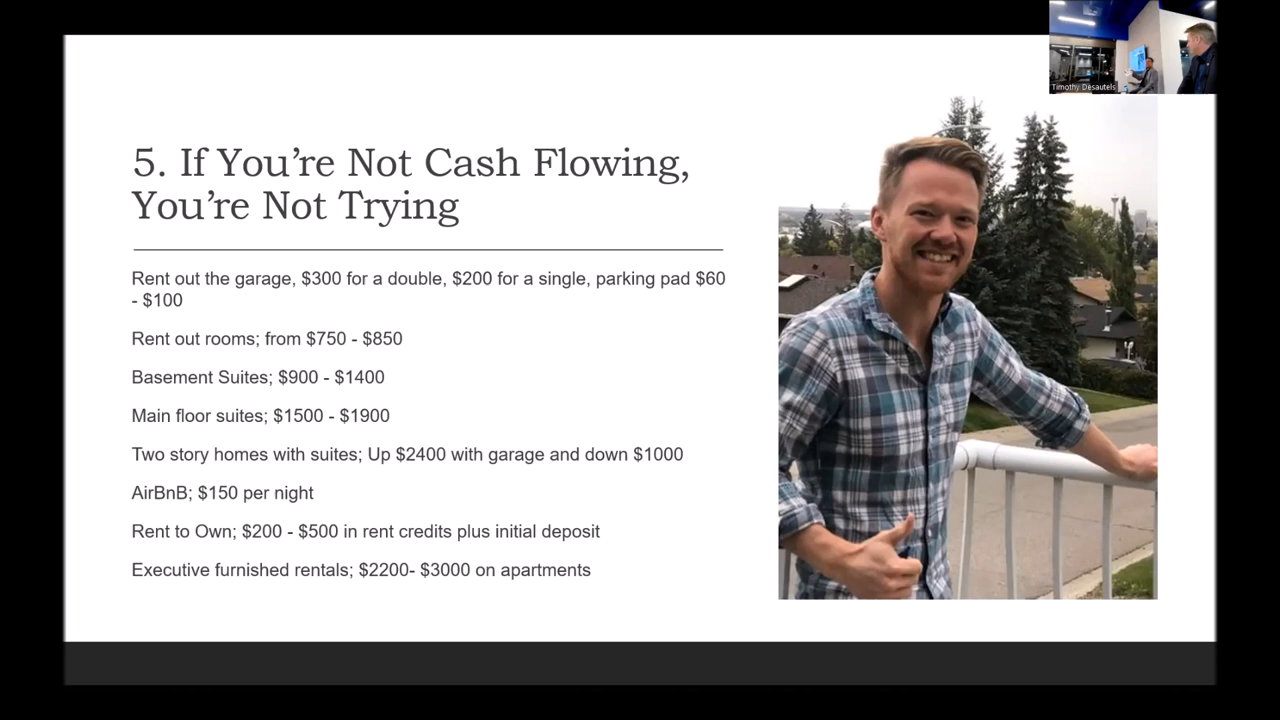 Timothy Desautels
5. If You’re Not Cash Flowing,
You’re Not Trying
Rent out the garage, $300 for a double, $200 for a single, parking pad $60
- $100
Rent out rooms; from $750 - $850
Basement Suites; $900 - $1400
Main floor suites; $1500 - $1900
Two story homes with suites; Up $2400 with garage and down $1000
AirBnB; $150 per night
Rent to Own; $200 - $500 in rent credits plus initial deposit
Executive furnished rentals; $2200- $3000 on apartments